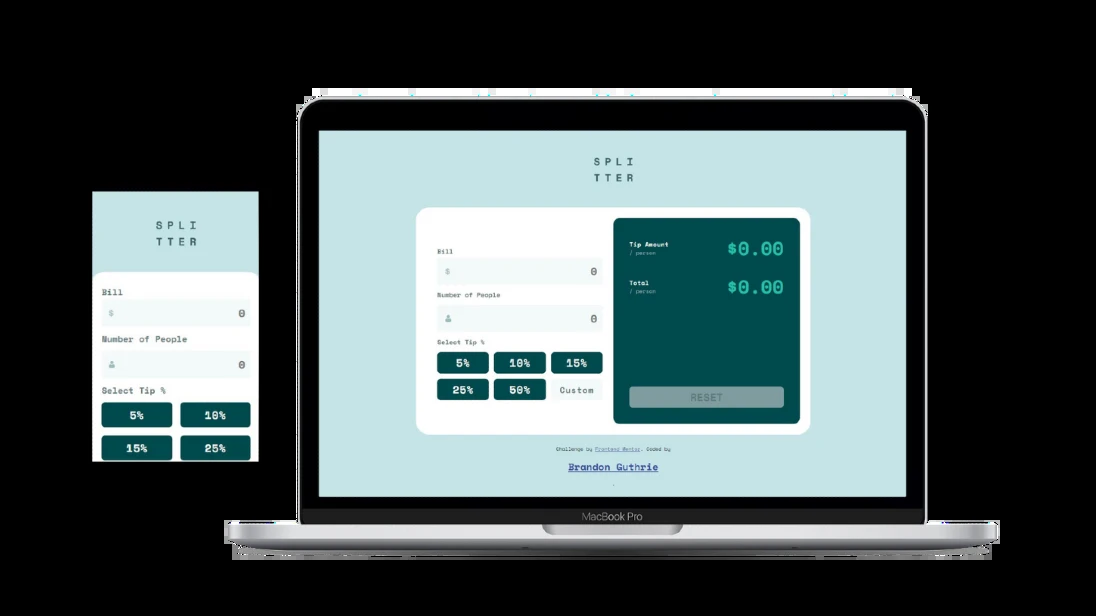 SPLI
TTER
Bill
$ 0
Number of People
0
Select Tip %
5% 10%
15% 25%
SPLI
TTER
Bill
$ 0
Number of People
0
Select Tip %
5% 10% 15%
25% 50% Custom
Tip Amount
/ person
$0.00
Total
/ person
$0.00
RESET
Challenge by Frontend Mentor. Coded by
Brandon Guthrie
.
MacBook Pro